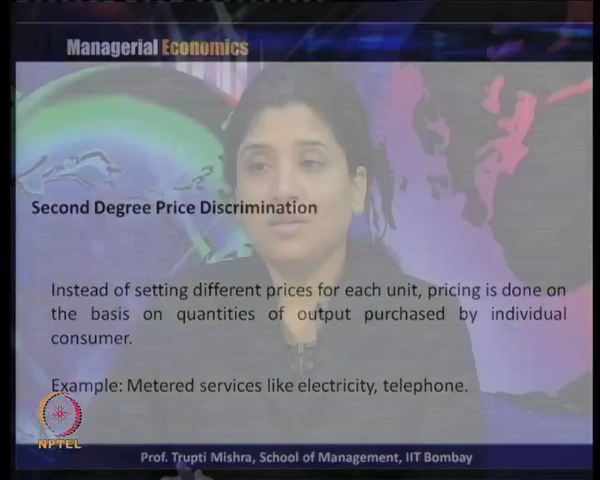 Managerial Economics
Second Degree Price Discrimination
Instead of setting different prices for each unit, pricing is done on
the basis on quantities of output purchased by individual
consumer.
Example: Metered services like electricity, telephone.
NPTEL
Prof. Trupti Mishra, School of Management, IIT Bombay